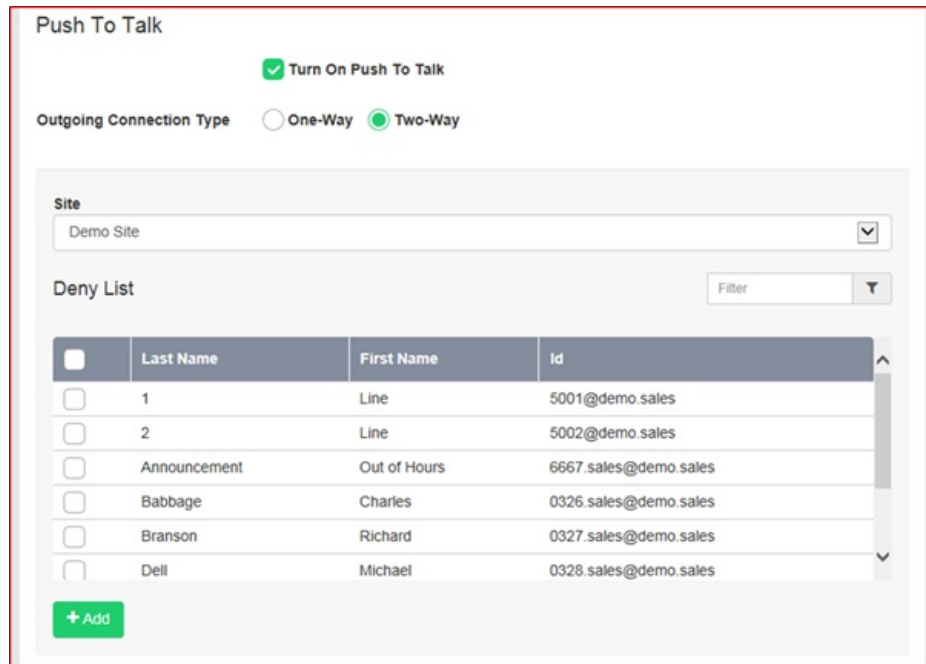 Push To Talk
Turn On Push To Talk
Outgoing Connection Type One-Way Two-Way
Site
Demo Site
Deny List Filter
Last Name First Name Id
1 Line 5001@demo.sales
2 Line 5002@demo.sales
Announcement Out of Hours 6667.sales@demo.sales
Babbage Charles 0326.sales@demo.sales
Branson Richard 0327.sales@demo.sales
Dell Michael 0328.sales@demo.sales
+ Add